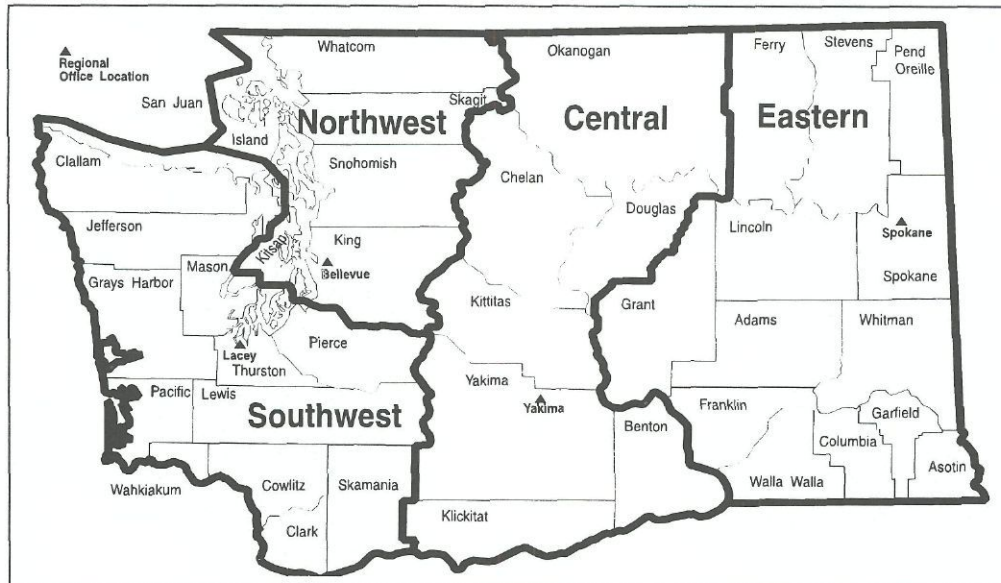 Regional
Office Location
San Juan
Whatcom
Okanogan
Ferry
Stevens
Pend
Oreille
Skagit
Northwest
Central
Eastern
Island
Clallam
Snohomish
Chelan
Douglas
Jefferson
Kitsap
King
Lincoln
Spokane
Mason
Bellevue
Grays Harbor
Kittitas
Grant
Spokane
Adams
Whitman
Pierce
Lacey
Thurston
Pacific
Lewis
Yakima
Yakima
Franklin
Garfield
Southwest
Benton
Columbia
Asotin
Wahkiakum
Cowlitz
Skamania
Walla Walla
Clark
Klickitat